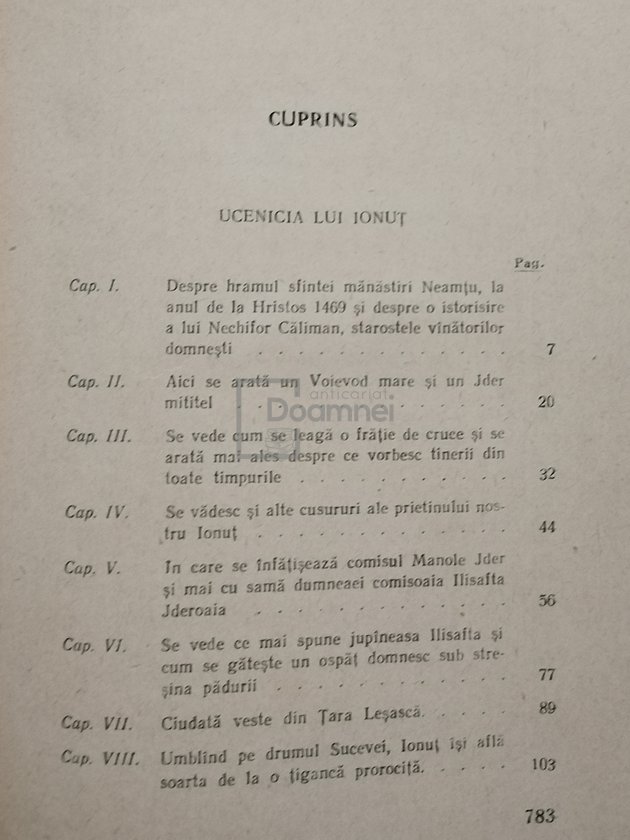 CUPRINS
UCENICIA LUI IONUȚ
Pag.
Cap. I. Despre hramul sfintei mănăstiri Neamțu, la
anul de la Hristos 1469 și despre o istorisire
a lui Nechifor Căliman, starostele vînătorilor
domnești . . . . . . . . . . . . 7
Cap. II. Aici se arată un Voievod mare și un Jder
mititel . . . . . . . . . . . . 20
anticariat
Doamnei
Cap. III. Se vede cum se leagă o frăție de cruce și se
arată mai ales despre ce vorbesc tinerii din
toate timpurile . . . . . . . . . . 32
Cap. IV. Se vădesc și alte cusururi ale prietinului nos-
tru Ionuț . . . . . . . . . . . . 44
Cap. V. În care se înfățișează comisul Manole Jder
și mai cu samă dumneaei comisoaia Ilisafta
Jderoaia . . . . . . . . . . . . 56
Cap. VI. Se vede ce mai spune jupîneasa Ilisafta și
cum se gătește un ospăț domnesc sub stre-
șina pădurii . . . . . . . . . . . 77
Cap. VII. Ciudată veste din Țara Leșască. . . . . 89
Cap. VIII. Umblînd pe drumul Sucevei, Ionuț își află
soarta de la o țigancă prorociță. . . . . 103
783